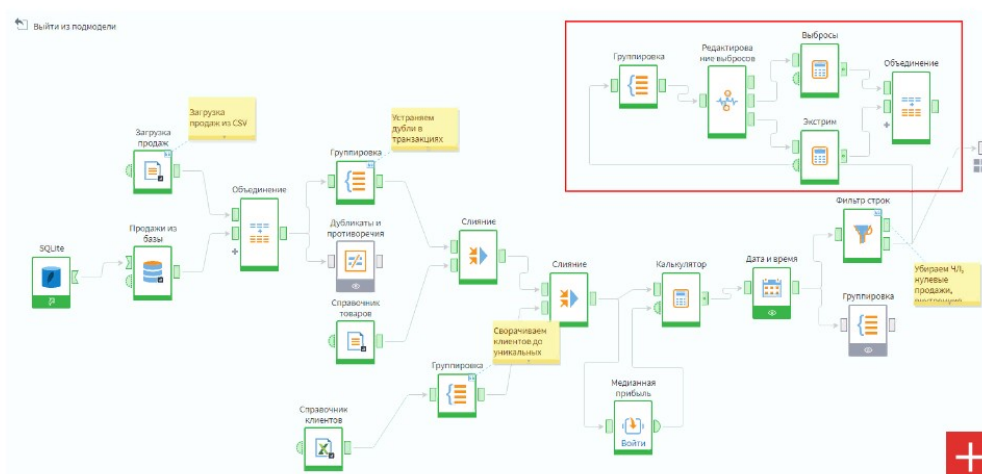 Выйти из подмодели
Выбросы
Группировка
Редактирова
ние выбросов
Объединение
Загрузка
продаж из CSV
Устраняем
дубли в
транзакциях
Загрузка
продаж
Группировка
Экстрим
Объединение
Фильтр строк
Дубликаты и
противоречия
Слияние
SQLite
Продажи из
базы
Слияние
Калькулятор
Дата и время
Убираем ЧЛ,
нулевые
продажи,
Справочник
товаров
Группировка
Сворачиваем
клиентов до
уникальных
Группировка
Медианная
прибыль
Войти
Справочник
клиентов